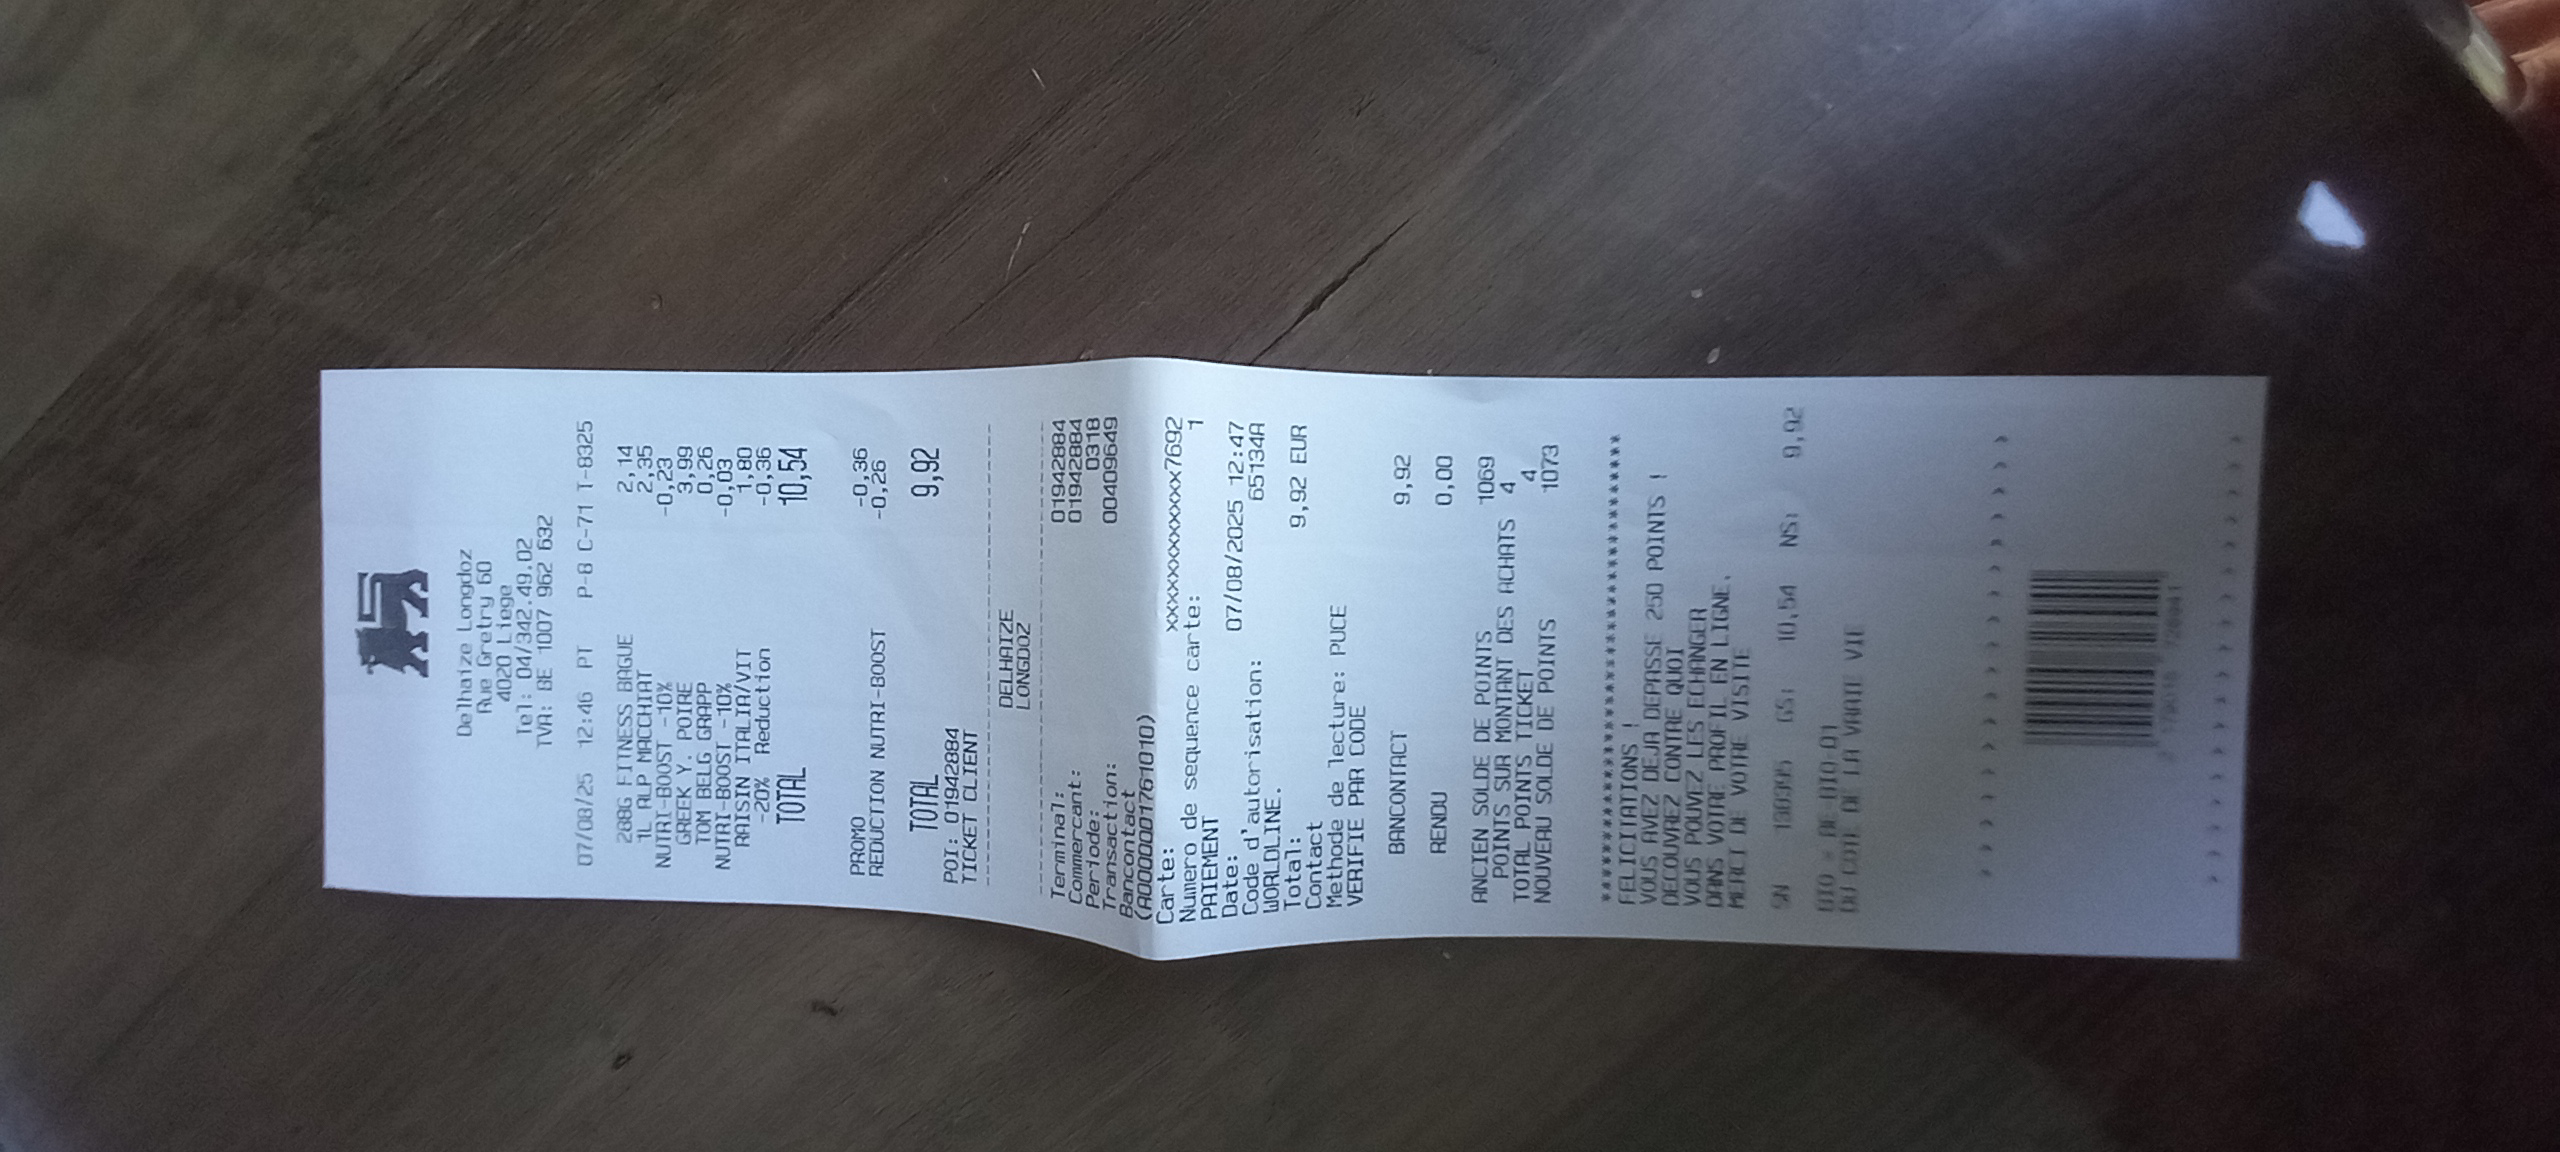 Delhaize Longdoz
Rue Gretry 60
4020 Liege
Tel: 04/342.49.02
TVA: BE 1007 962 632
07/08/25 12:46 PT P-8 C-71 T-8325
288G FITNESS BAGUE 2,14
1L ALP MACCHIAT 2,35
NUTRI-BOOST -10% -0,23
GREEK Y. POIRE 3,99
TOM BELG GRAPP 0,26
NUTRI-BOOST -10% -0,03
RAISIN ITALIA/VIT 1,80
-20% Reduction -0,36
TOTAL 10,54
PROMO -0,36
REDUCTION NUTRI-BOOST -0,26
TOTAL 9,92
POI: 01942884
TICKET CLIENT
DELHAIZE
LONGDOZ
Terminal: 01942884
Commercant: 01942884
Periode: 0318
Transaction: 00409649
Bancontact
(A0000001761010)
Carte: xxxxxxxxxxxxx7692
Numero de sequence carte: 1
PAIEMENT
Date: 07/08/2025 12:47
Code d'autorisation: 65134A
WORLDLINE.
Total: 9,92 EUR
Contact
Methode de lecture: PUCE
VERIFIE PAR CODE
BANCONTACT 9,92
RENDU 0,00
ANCIEN SOLDE DE POINTS 1069
POINTS SUR MONTANT DES ACHATS 4
TOTAL POINTS TICKET 4
NOUVEAU SOLDE DE POINTS 1073
****************************************
FELICITATIONS !
VOUS AVEZ DEJA DEPASSE 250 POINTS !
DECOUVREZ CONTRE QUOI
VOUS POUVEZ LES ECHANGER
DANS VOTRE PROFIL EN LIGNE.
MERCI DE VOTRE VISITE
SN GS: 10,54 NS: 9,92
BIO = BE-BIO-01
DU COTE DE LA VRAIE VIE